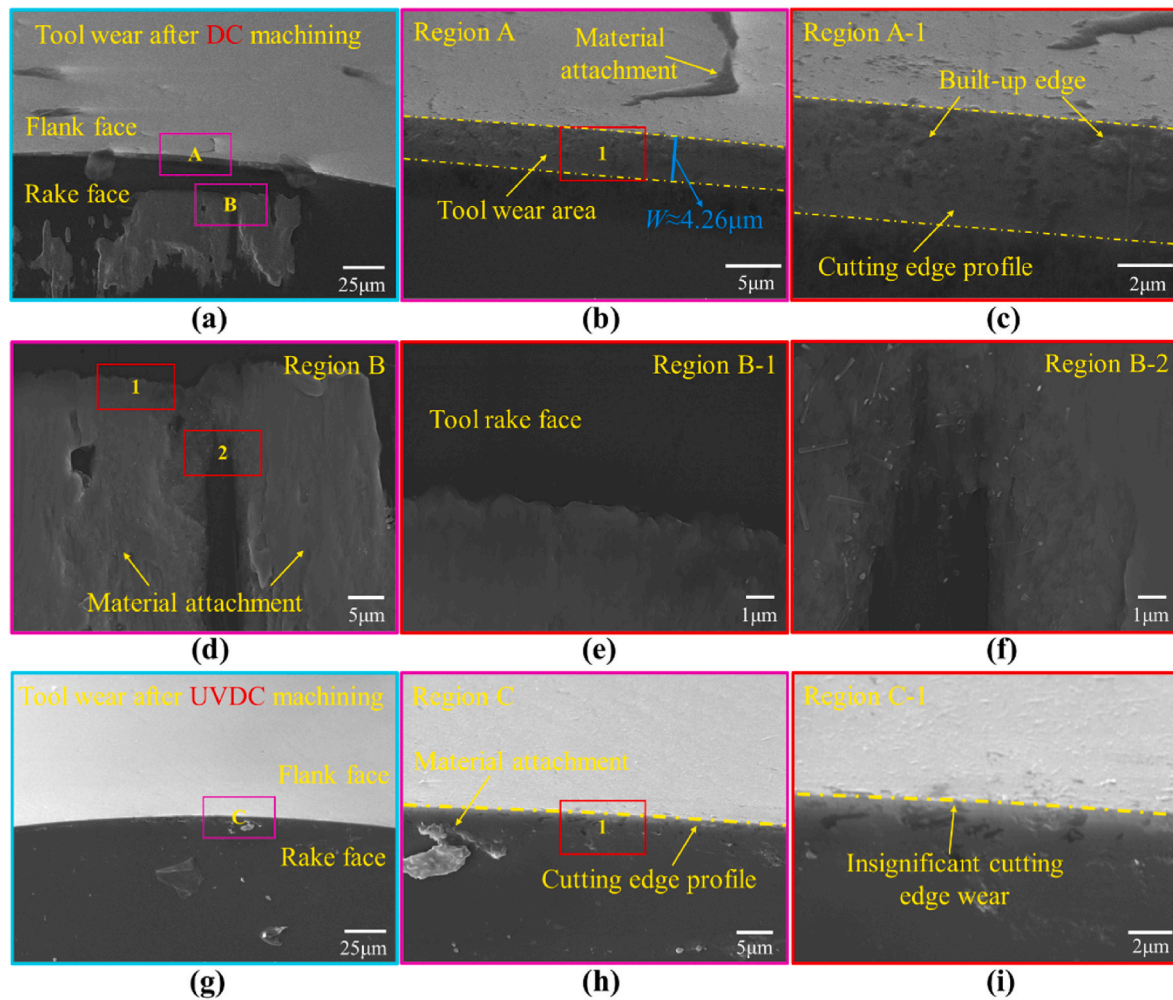 Tool wear after DC machining
Flank face
A
Rake face
B
25μm
(a)
Region A
Material
attachment
1
Tool wear area
W≈4.26μm
5μm
(b)
Region A-1
Built-up edge
Cutting edge profile
2μm
(c)
Region B
1
2
Material attachment
5μm
(d)
Region B-1
Tool rake face
1μm
(e)
Region B-2
1μm
(f)
Tool wear after UVDC machining
Flank face
C
Rake face
25μm
(g)
Region C
Material attachment
1
Cutting edge profile
5μm
(h)
Region C-1
Insignificant cutting
edge wear
2μm
(i)